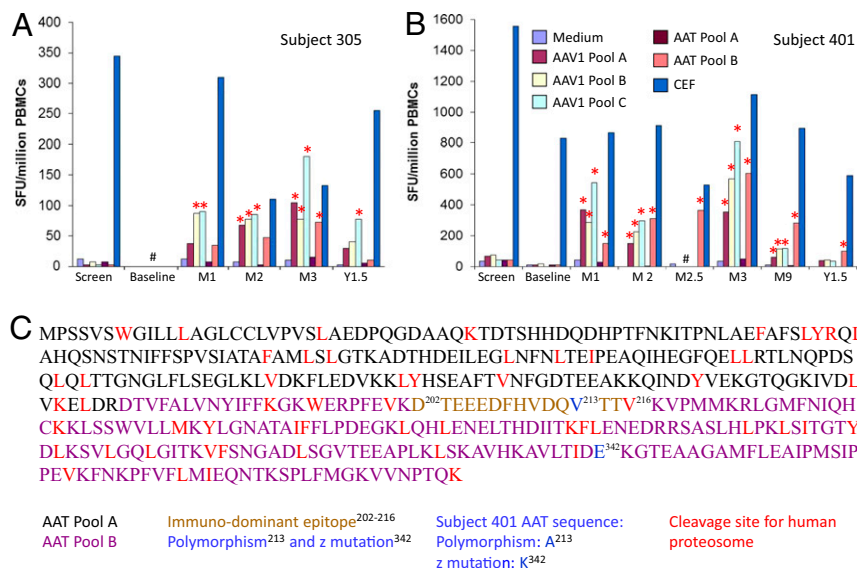 A
Subject 305
SFU/million PBMCs
400
350
300
250
200
150
100
50
0
* * * * * * * * * *
#
Screen Baseline M1 M2 M3 Y1.5
B
Subject 401
Medium
AAV1 Pool A
AAV1 Pool B
AAV1 Pool C
AAT Pool A
AAT Pool B
CEF
SFU/million PBMCs
1600
1400
1200
1000
800
600
400
200
0
* * * * * * * * * * * * * * * * * *
#
Screen Baseline M1 M 2 M2.5 M3 M9 Y1.5
C
MPSSVSWGILLLAGLCCLVPVSLAEDPQGDAAQKTDTSHHDQDHPTFNKITPNLAEFAFSLYRQL
AHQSNSTNIFFSPVSIATAFAMLSLGTKADTHDEILEGLNFNLTEIPEAQIHEGFQELLRTLNQPDS
QLQLTTGNGLFLSEGLKLVDKFLEDVKKLYHSEAFTVNFGDTEEAKKQINDYVEKGTQGKIVDL
VKELDRDTVFALVNYIFFKGKWERPFEVKD²⁰²TEEEDFHVDQV²¹³TTV²¹⁶KVPMMKRLGMFNIQH
CKKLSSWVLLMKYLGNATAIFFLPDEGKLQHLENELTHDIITKFLENEDRRSASLHLPKLSITGTY
DLKSVLGQLGITKVFSNGADLSGVTEEAPLKLSKAVHKAVLTIDE³⁴²KGTEAAGAMFLEAIPMSIP
PEVKFNKPFVFLMIEQNTKSPLFMGKVVNPTQK
AAT Pool A
AAT Pool B
Immuno-dominant epitope²⁰²⁻²¹⁶
Polymorphism²¹³ and z mutation³⁴²
Subject 401 AAT sequence:
Polymorphism: A²¹³
z mutation: K³⁴²
Cleavage site for human
proteosome